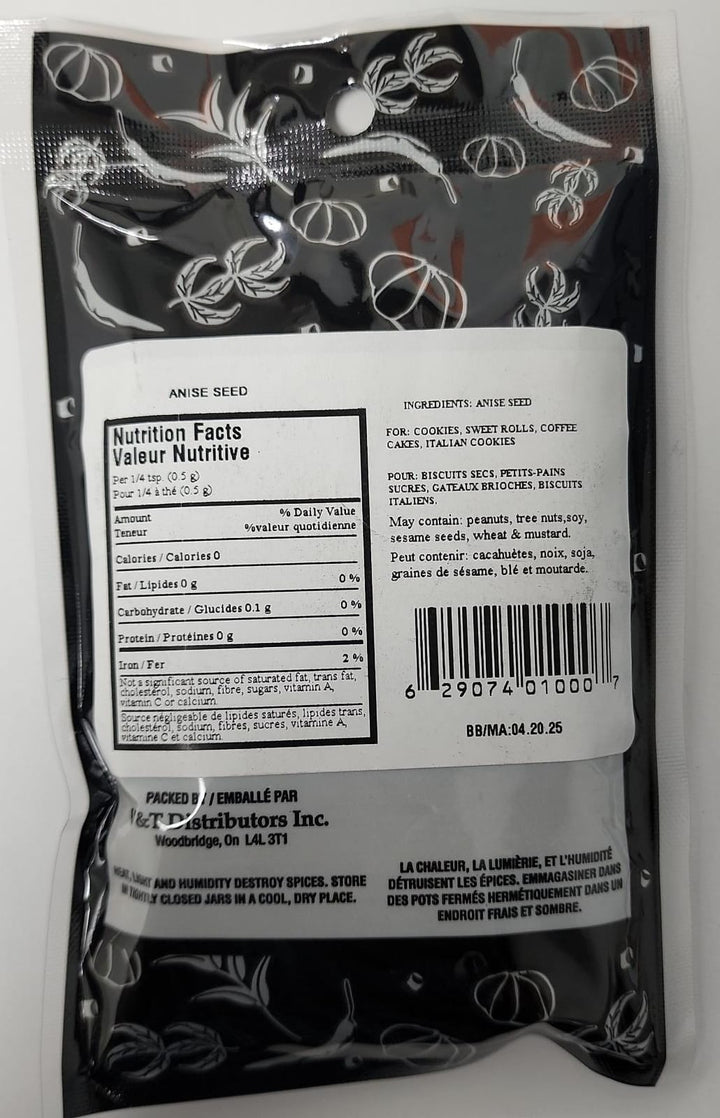 ANISE SEED
Nutrition Facts
Valeur Nutritive
Per 1/4 tsp. (0.5 g)
Pour 1/4 à thé (0.5 g)
Amount % Daily Value
Teneur %valeur quotidienne
Calories / Calories 0
Fat / Lipides 0 g 0 %
Carbohydrate / Glucides 0.1 g 0 %
Protein / Protéines 0 g 0 %
Iron / Fer 2 %
Not a significant source of saturated fat, trans fat,
cholesterol, sodium, fibre, sugars, vitamin A,
vitamin C or calcium.
Source négligeable de lipides saturés, lipides trans,
cholestérol, sodium, fibres, sucres, vitamine A,
vitamine C et calcium.
INGREDIENTS: ANISE SEED
FOR: COOKIES, SWEET ROLLS, COFFEE
CAKES, ITALIAN COOKIES
POUR: BISCUITS SECS, PETITS-PAINS
SUCRES, GATEAUX BRIOCHES, BISCUITS
ITALIENS.
May contain: peanuts, tree nuts,soy,
sesame seeds, wheat & mustard.
Peut contenir: cacahuètes, noix, soja,
graines de sésame, blé et moutarde.
6 29074 01000 7
BB/MA:04.20.25
PACKED BY / EMBALLÉ PAR
&T Distributors Inc.
Woodbridge, On L4L 3T1
HEAT, LIGHT AND HUMIDITY DESTROY SPICES. STORE
IN TIGHTLY CLOSED JARS IN A COOL, DRY PLACE.
LA CHALEUR, LA LUMIÈRIE, ET L'HUMIDITÉ
DÉTRUISENT LES ÉPICES. EMMAGASINER DANS
DES POTS FERMÉS HERMÉTIQUEMENT DANS UN
ENDROIT FRAIS ET SOMBRE.